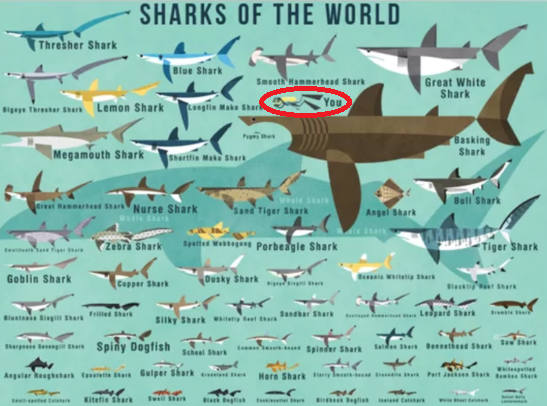 SHARKS OF THE WORLD
Thresher Shark
Blue Shark
Smooth Hammerhead Shark
Great White
Shark
Bigeye Thresher Shark
Lemon Shark
Longfin Mako Shark
You
Pygmy Shark
Basking
Shark
Megamouth Shark
Shortfin Mako Shark
Great Hammerhead Shark
Nurse Shark
Sand Tiger Shark
Whale Shark
Angel Shark
Bull Shark
Whale Shark
Whale Shark
Smalltooth Sand Tiger Shark
Zebra Shark
Spotted Wobbegong
Porbeagle Shark
Tiger Shark
Goblin Shark
Copper Shark
Dusky Shark
Bigeye Sixgill Shark
Oceanic Whitetip Shark
Blacktip Reef Shark
Bluntnose Sixgill Shark
Frilled Shark
Silky Shark
Whitetip Reef Shark
Sandbar Shark
Scalloped Hammerhead Shark
Leopard Shark
Bramble Shark
Sharpnose Sevengill Shark
Spiny Dogfish
School Shark
Common Smooth-hound
Spinner Shark
Salmon Shark
Bonnethead Shark
Saw Shark
Angular Roughshark
Epaulette Shark
Gulper Shark
Greenland Shark
Horn Shark
Starry Smooth-hound
Crocodile Shark
Port Jackson Shark
Whitespotted
Bamboo Shark
Small-spotted Catshark
Kitefin Shark
Swell Shark
Black Dogfish
Cookiecutter Shark
Birdbeak Dogfish
Iceland Catshark
White Ghost Catshark
Velvet Belly
Lanternshark